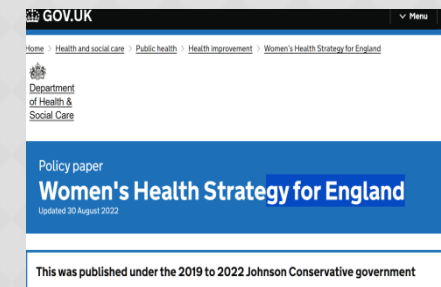 GOV.UK
Menu
Home > Health and social care > Public health > Health improvement > Women's Health Strategy for England
Department
of Health &
Social Care
Policy paper
Women's Health Strategy for England
Updated 30 August 2022
This was published under the 2019 to 2022 Johnson Conservative government